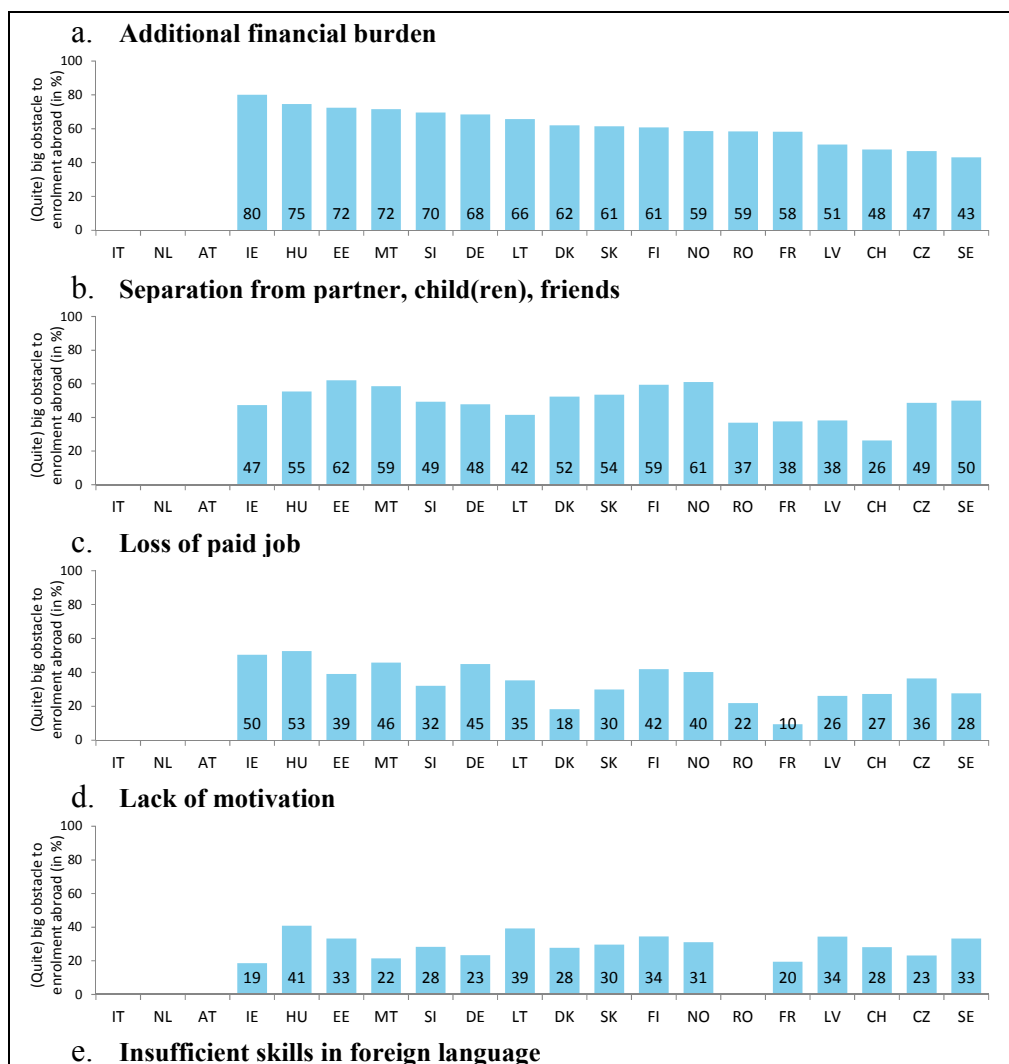 a. Additional financial burden
(Quite) big obstacle to
enrolment abroad (in %)
100
80
60
40
20
0
80 75 72 72 70 68 66 62 61 61 59 59 58 51 48 47 43
IT NL AT IE HU EE MT SI DE LT DK SK FI NO RO FR LV CH CZ SE
b. Separation from partner, child(ren), friends
(Quite) big obstacle to
enrolment abroad (in %)
100
80
60
40
20
0
47 55 62 59 49 48 42 52 54 59 61 37 38 38 26 49 50
IT NL AT IE HU EE MT SI DE LT DK SK FI NO RO FR LV CH CZ SE
c. Loss of paid job
(Quite) big obstacle to
enrolment abroad (in %)
100
80
60
40
20
0
50 53 39 46 32 45 35 18 30 42 40 22 10 26 27 36 28
IT NL AT IE HU EE MT SI DE LT DK SK FI NO RO FR LV CH CZ SE
d. Lack of motivation
(Quite) big obstacle to
enrolment abroad (in %)
100
80
60
40
20
0
19 41 33 22 28 23 39 28 30 34 31 20 34 28 23 33
IT NL AT IE HU EE MT SI DE LT DK SK FI NO RO FR LV CH CZ SE
e. Insufficient skills in foreign language